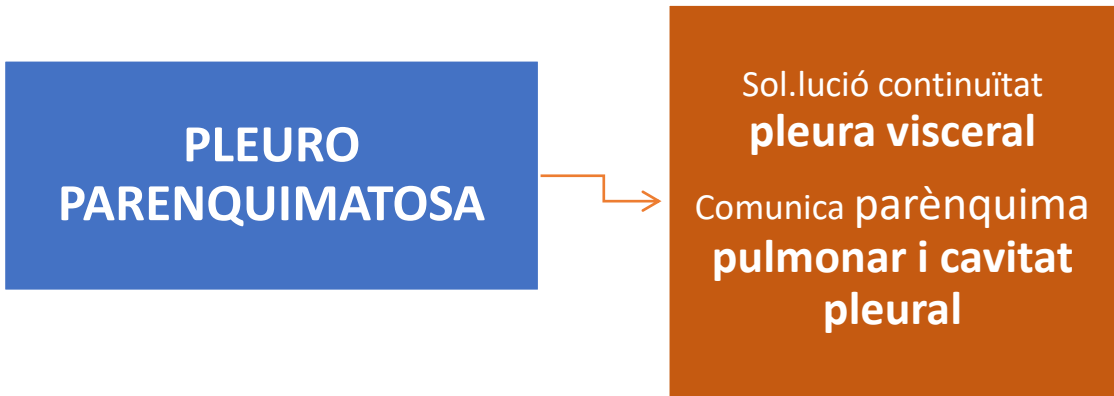 PLEURO
PARENQUIMATOSA
Sol.lució continuïtat
pleura visceral
Comunica parènquima
pulmonar i cavitat
pleural